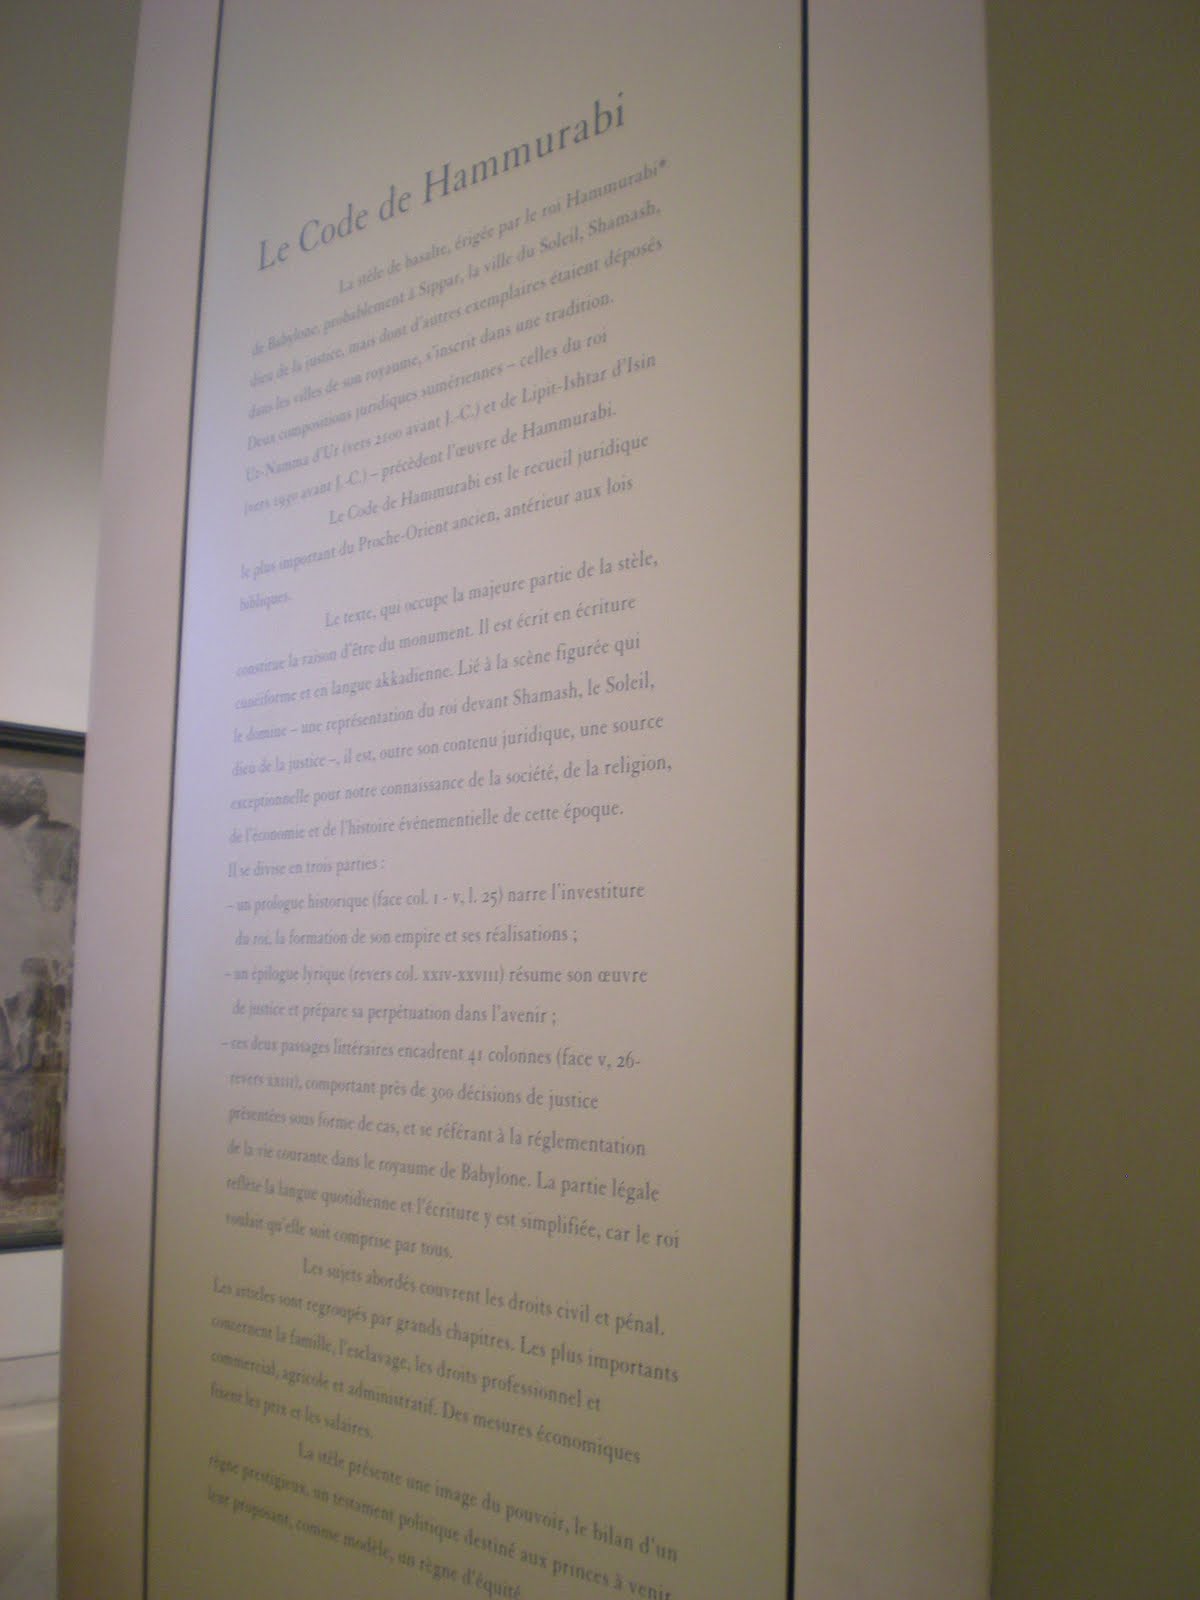 Le Code de Hammurabi
La stèle de basalte, érigée par le roi Hammurabi*
de Babylone, probablement à Sippar, la ville du Soleil, Shamash,
dieu de la justice, mais dont d'autres exemplaires étaient déposés
dans les villes de son royaume, s'inscrit dans une tradition.
Deux compositions juridiques sumériennes – celles du roi
Ur-Namma d'Ur (vers 2100 avant J.-C.) et de Lipit-Ishtar d'Isin
(vers 1930 avant J.-C.) – précèdent l'œuvre de Hammurabi.
Le Code de Hammurabi est le recueil juridique
le plus important du Proche-Orient ancien, antérieur aux lois
bibliques.
Le texte, qui occupe la majeure partie de la stèle,
constitue la raison d'être du monument. Il est écrit en écriture
cunéiforme et en langue akkadienne. Lié à la scène figurée qui
le domine – une représentation du roi devant Shamash, le Soleil,
dieu de la justice –, il est, outre son contenu juridique, une source
exceptionnelle pour notre connaissance de la société, de la religion,
de l'économie et de l'histoire événementielle de cette époque.
Il se divise en trois parties :
– un prologue historique (face col. I - V, l. 25) narre l'investiture
du roi, la formation de son empire et ses réalisations ;
– un épilogue lyrique (revers col. XXIV-XXVIII) résume son œuvre
de justice et prépare sa perpétuation dans l'avenir ;
– ces deux passages littéraires encadrent 41 colonnes (face V, 26-
revers XXIII), comportant près de 300 décisions de justice
présentées sous forme de cas, et se référant à la réglementation
de la vie courante dans le royaume de Babylone. La partie légale
reflète la langue quotidienne et l'écriture y est simplifiée, car le roi
voulait qu'elle soit comprise par tous.
Les sujets abordés couvrent les droits civil et pénal.
Les articles sont regroupés par grands chapitres. Les plus importants
concernent la famille, l'esclavage, les droits professionnel et
commercial, agricole et administratif. Des mesures économiques
fixent les prix et les salaires.
La stèle présente une image du pouvoir, le bilan d'un
règne prestigieux, un testament politique destiné aux princes à venir
leur proposant, comme modèle, un règne d'équité.